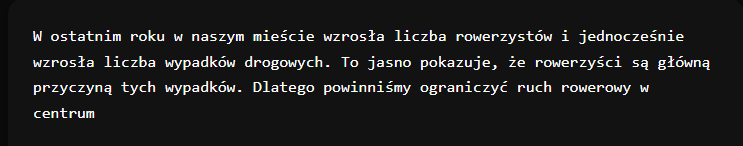 W ostatnim roku w naszym mieście wzrosła liczba rowerzystów i jednocześnie
wzrosła liczba wypadków drogowych. To jasno pokazuje, że rowerzyści są główną
przyczyną tych wypadków. Dlatego powinniśmy ograniczyć ruch rowerowy w
centrum